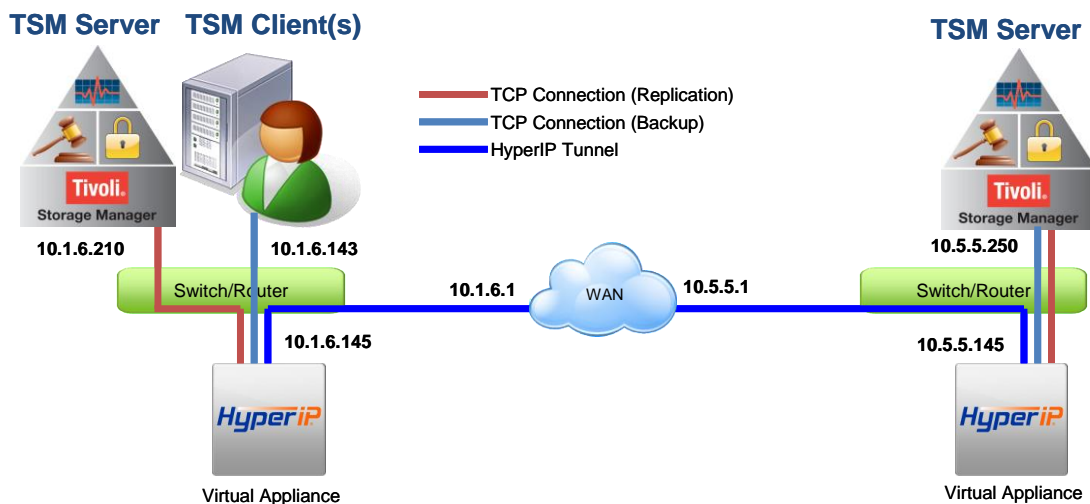 TSM Server
TSM Client(s)
TSM Server
TCP Connection (Replication)
TCP Connection (Backup)
HyperIP Tunnel
Tivoli.
Storage Manager
Tivoli.
Storage Manager
10.1.6.210
10.1.6.143
10.5.5.250
Switch/Router
10.1.6.1
WAN
10.5.5.1
Switch/Router
10.1.6.145
10.5.5.145
HyperIP
HyperIP
Virtual Appliance
Virtual Appliance